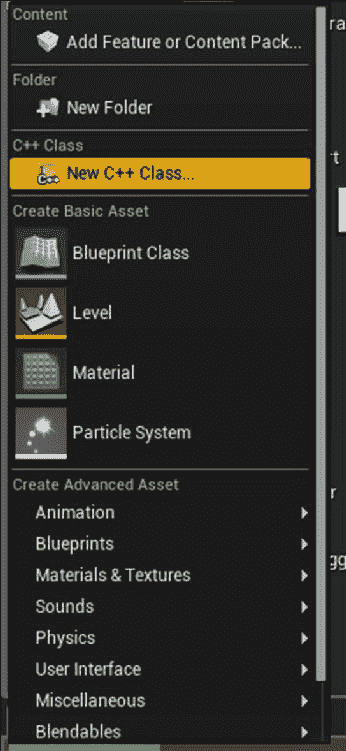 Content
Add Feature or Content Pack...
Folder
New Folder
C++ Class
New C++ Class...
Create Basic Asset
Blueprint Class
Level
Material
Particle System
Create Advanced Asset
Animation
Blueprints
Materials & Textures
Sounds
Physics
User Interface
Miscellaneous
Blendables